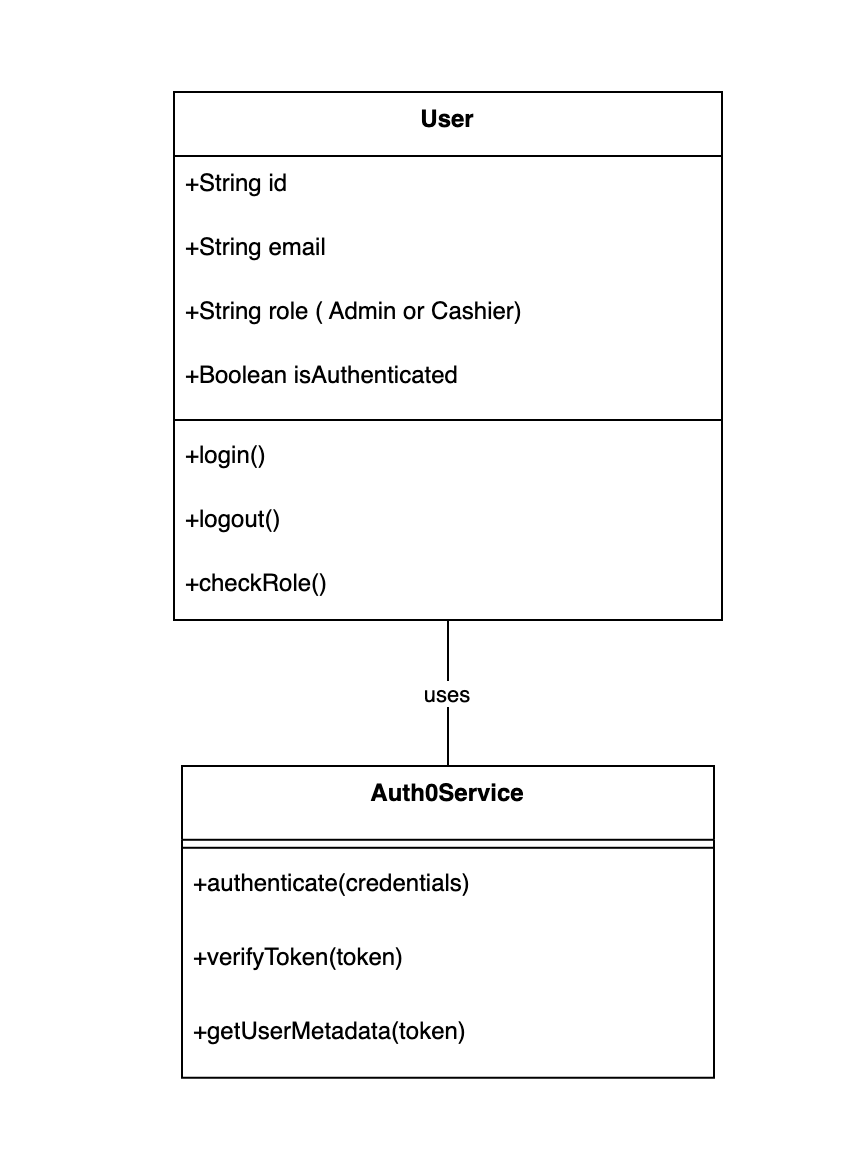 User
+String id
+String email
+String role ( Admin or Cashier)
+Boolean isAuthenticated
+login()
+logout()
+checkRole()
uses
Auth0Service
+authenticate(credentials)
+verifyToken(token)
+getUserMetadata(token)